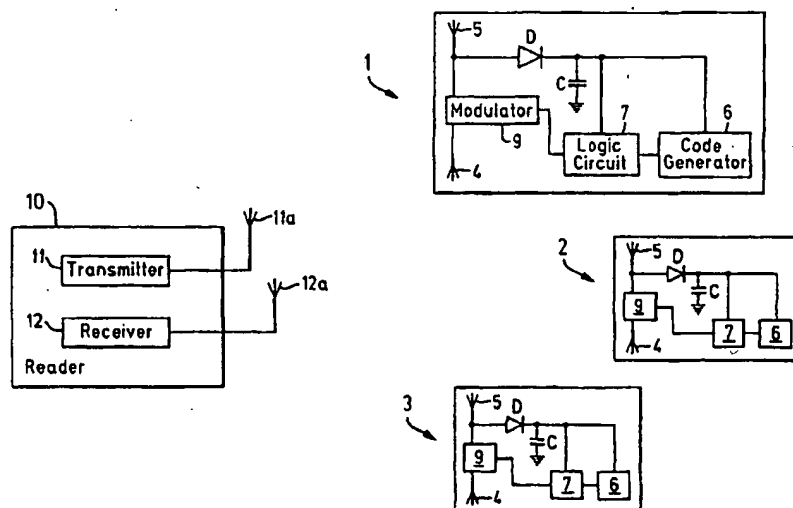 5
D
1
C
Modulator
9
7
6
Logic
Circuit
Code
Generator
4
10
11a
11
Transmitter
12a
12
Receiver
Reader
2
5
D
C
9
4
7
6
3
5
D
C
9
4
7
6